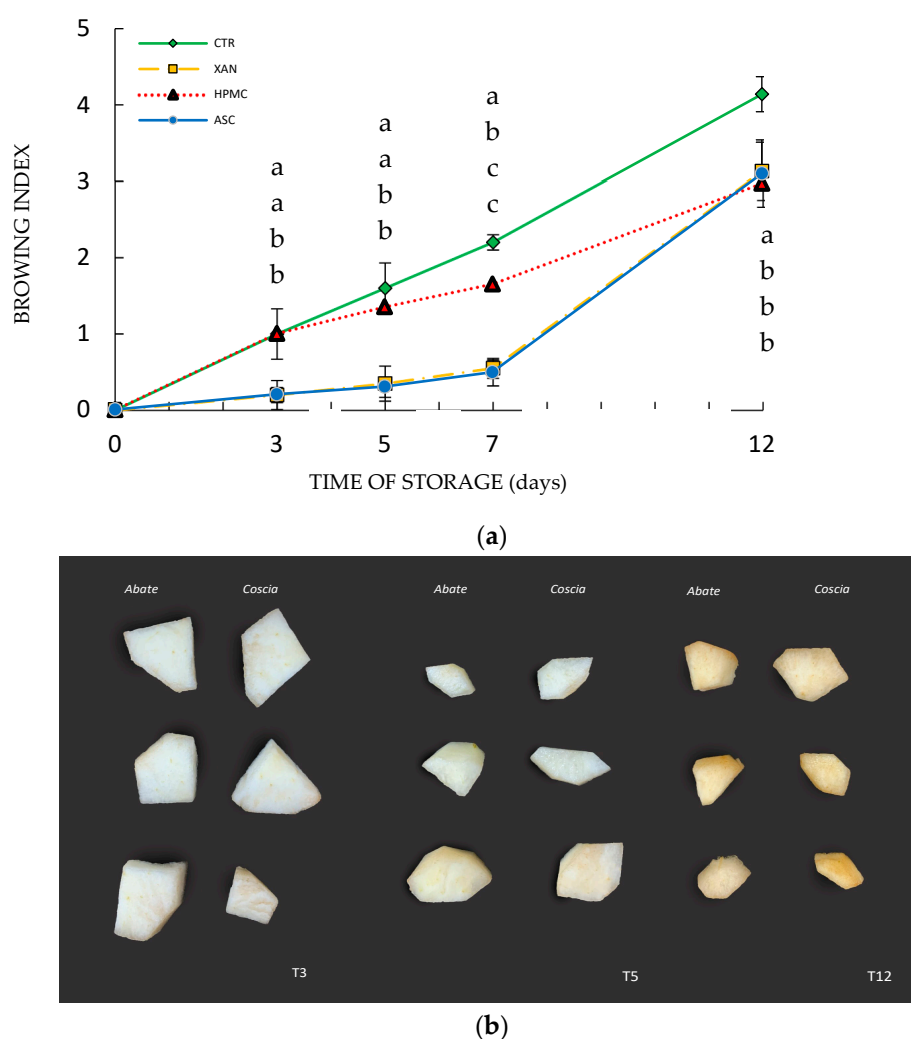 5
4
3
2
1
0
BROWING INDEX
CTR
XAN
HPMC
ASC
a
a
b
b
a
a
b
b
a
b
c
c
a
b
b
b
0 3 5 7 12
TIME OF STORAGE (days)
(a)
Abate Coscia Abate Coscia Abate Coscia
T3 T5 T12
(b)